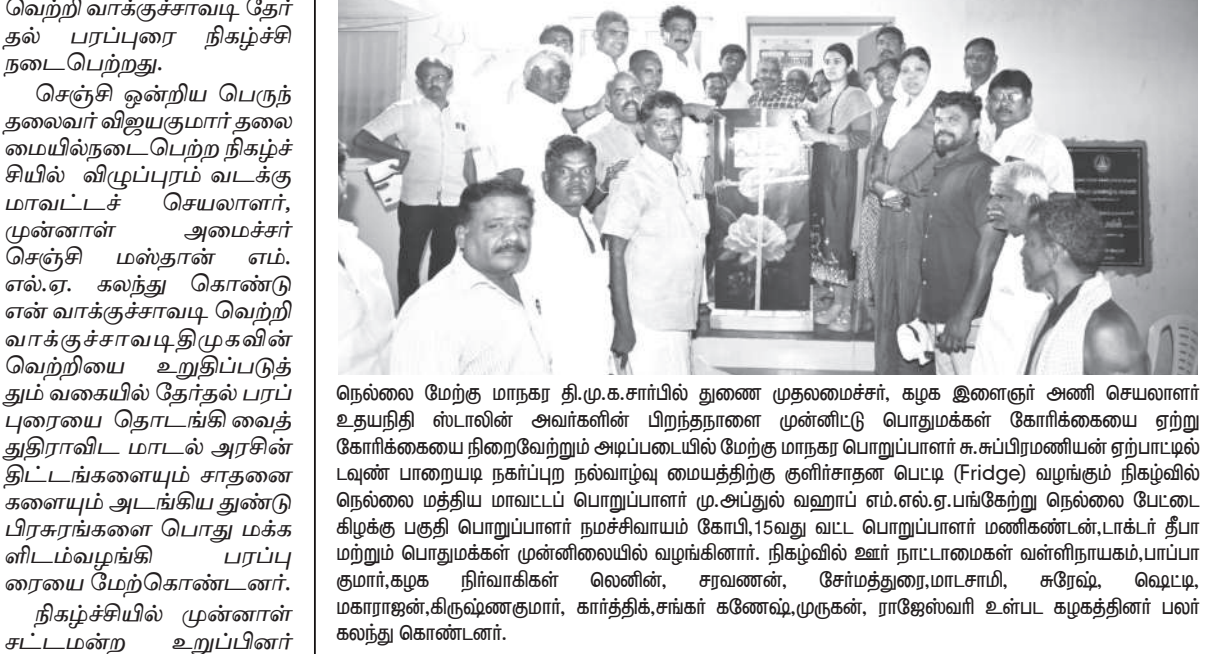 வெற்றி வாக்குச்சாவடி தேர்
தல் பரப்புரை நிகழ்ச்சி
நடைபெற்றது.
செஞ்சி ஒன்றிய பெருந்
தலைவர் விஜயகுமார் தலை
மையில்நடைபெற்ற நிகழ்ச்
சியில் விழுப்புரம் வடக்கு
மாவட்டச் செயலாளர்,
முன்னாள் அமைச்சர்
செஞ்சி மஸ்தான் எம்.
எல்.ஏ. கலந்து கொண்டு
என் வாக்குச்சாவடி வெற்றி
வாக்குச்சாவடிதிமுகவின்
வெற்றியை உறுதிப்படுத்
தும் வகையில் தேர்தல் பரப்
புரையை தொடங்கி வைத்
துதிராவிட மாடல் அரசின்
திட்டங்களையும் சாதனை
களையும் அடங்கிய துண்டு
பிரசுரங்களை பொது மக்க
ளிடம்வழங்கி பரப்பு
ரையை மேற்கொண்டனர்.
நிகழ்ச்சியில் முன்னாள்
சட்டமன்ற உறுப்பினர்
நெல்லை மேற்கு மாநகர தி.மு.க.சார்பில் துணை முதலமைச்சர், கழக இளைஞர் அணி செயலாளர்
உதயநிதி ஸ்டாலின் அவர்களின் பிறந்தநாளை முன்னிட்டு பொதுமக்கள் கோரிக்கையை ஏற்று
கோரிக்கையை நிறைவேற்றும் அடிப்படையில் மேற்கு மாநகர பொறுப்பாளர் சு.சுப்பிரமணியன் ஏற்பாட்டில்
டவுண் பாறையடி நகர்ப்புற நல்வாழ்வு மையத்திற்கு குளிர்சாதன பெட்டி (Fridge) வழங்கும் நிகழ்வில்
நெல்லை மத்திய மாவட்டப் பொறுப்பாளர் மு.அப்துல் வஹாப் எம்.எல்.ஏ.பங்கேற்று நெல்லை பேட்டை
கிழக்கு பகுதி பொறுப்பாளர் நமச்சிவாயம் கோபி,15வது வட்ட பொறுப்பாளர் மணிகண்டன்,டாக்டர் தீபா
மற்றும் பொதுமக்கள் முன்னிலையில் வழங்கினார். நிகழ்வில் ஊர் நாட்டாமைகள் வள்ளிநாயகம்,பாப்பா
குமார்,கழக நிர்வாகிகள் லெனின், சரவணன், சேர்மத்துரை,மாடசாமி, சுரேஷ், ஷெட்டி,
மகாராஜன்,கிருஷ்ணகுமார், கார்த்திக்,சங்கர் கணேஷ்,முருகன், ராஜேஸ்வரி உள்பட கழகத்தினர் பலர்
கலந்து கொண்டனர்.